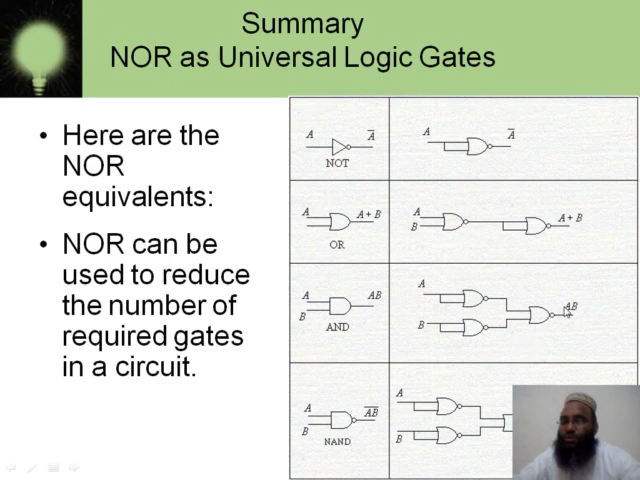 Summary
NOR as Universal Logic Gates
• Here are the
NOR
equivalents:
• NOR can be
used to reduce
the number of
required gates
in a circuit.
A A̅
NOT
A A̅
A A + B
OR
A A + B
B
A AB
B
AND
A
AB
B
A A̅B̅
B
NAND
A
B